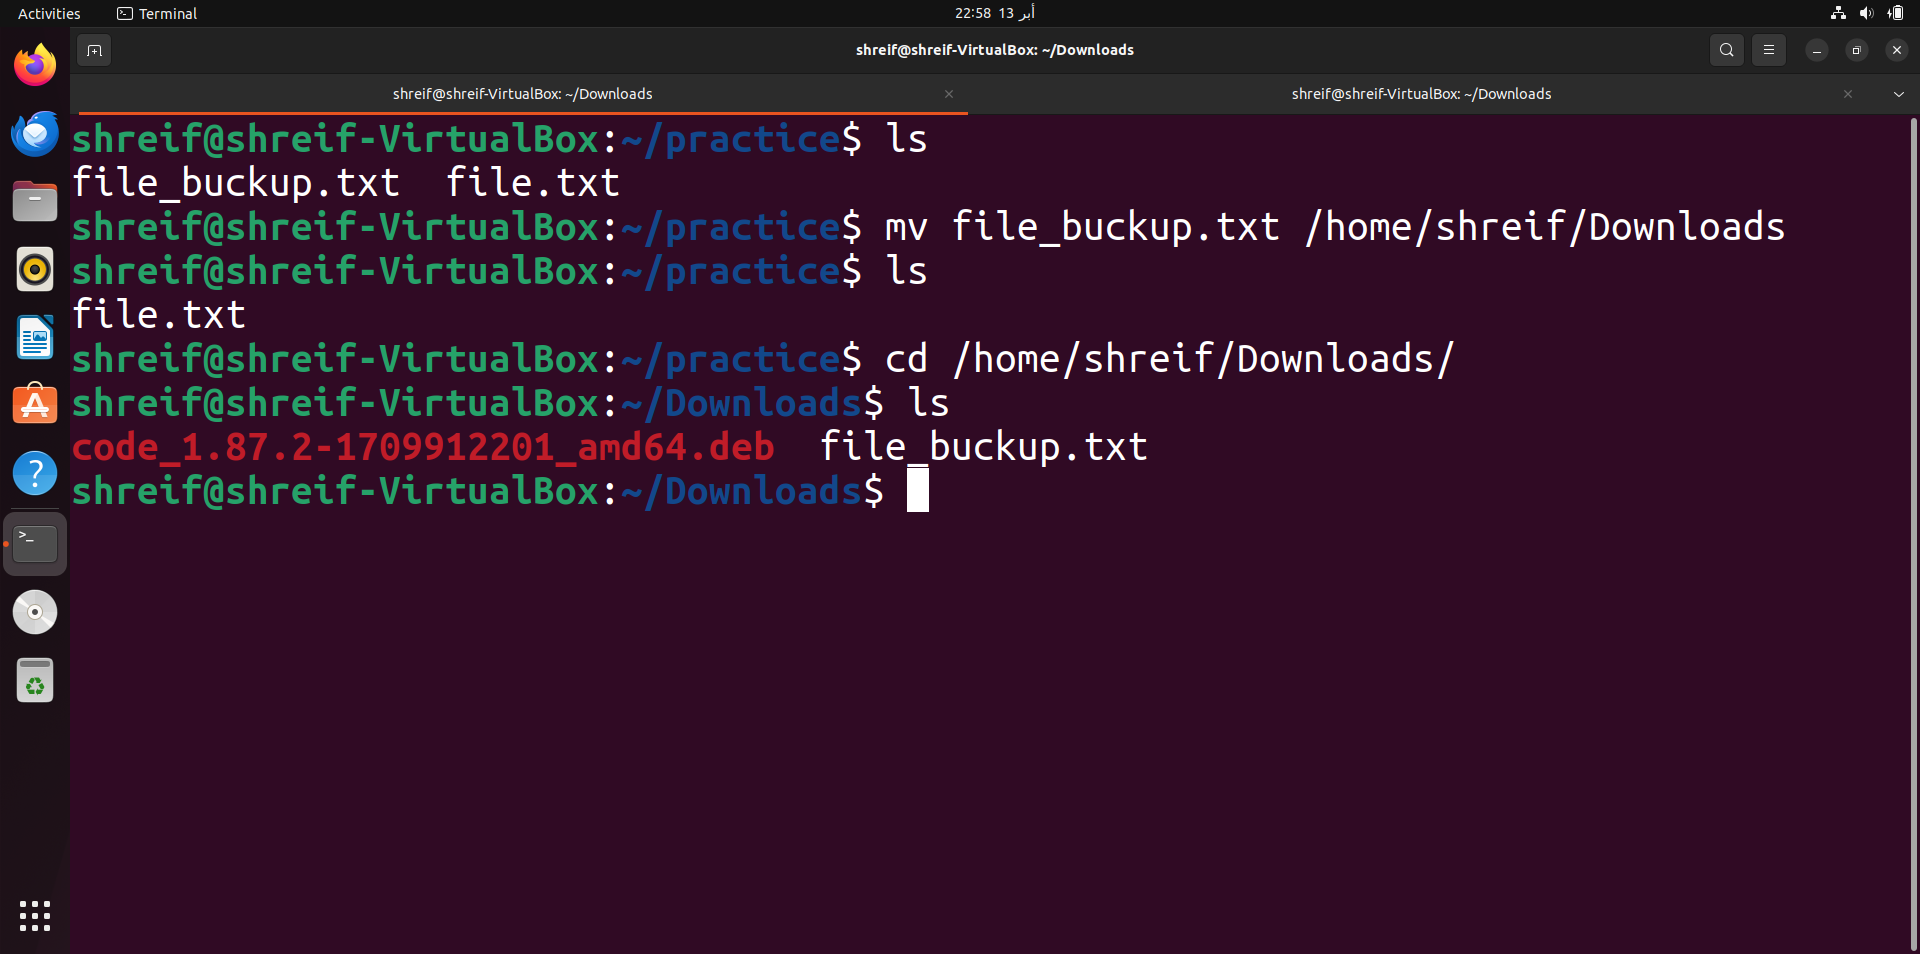 Activities
Terminal
أبر 13 22:58
shreif@shreif-VirtualBox: ~/Downloads
shreif@shreif-VirtualBox: ~/Downloads
shreif@shreif-VirtualBox: ~/Downloads
shreif@shreif-VirtualBox:~/practice$ ls
file_buckup.txt  file.txt
shreif@shreif-VirtualBox:~/practice$ mv file_buckup.txt /home/shreif/Downloads
shreif@shreif-VirtualBox:~/practice$ ls
file.txt
shreif@shreif-VirtualBox:~/practice$ cd /home/shreif/Downloads/
shreif@shreif-VirtualBox:~/Downloads$ ls
code_1.87.2-1709912201_amd64.deb  file_buckup.txt
shreif@shreif-VirtualBox:~/Downloads$